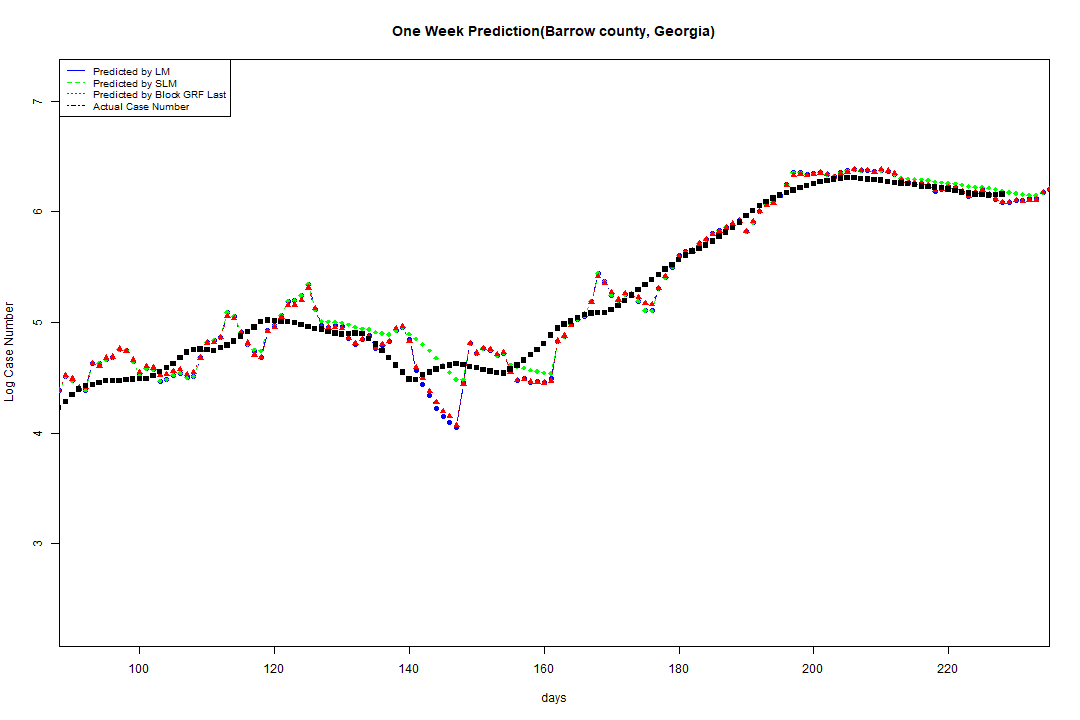 One Week Prediction(Barrow county, Georgia)
Predicted by LM
Predicted by SLM
Predicted by Block GRF Last
Actual Case Number
7
6
5
4
3
Log Case Number
100 120 140 160 180 200 220
days